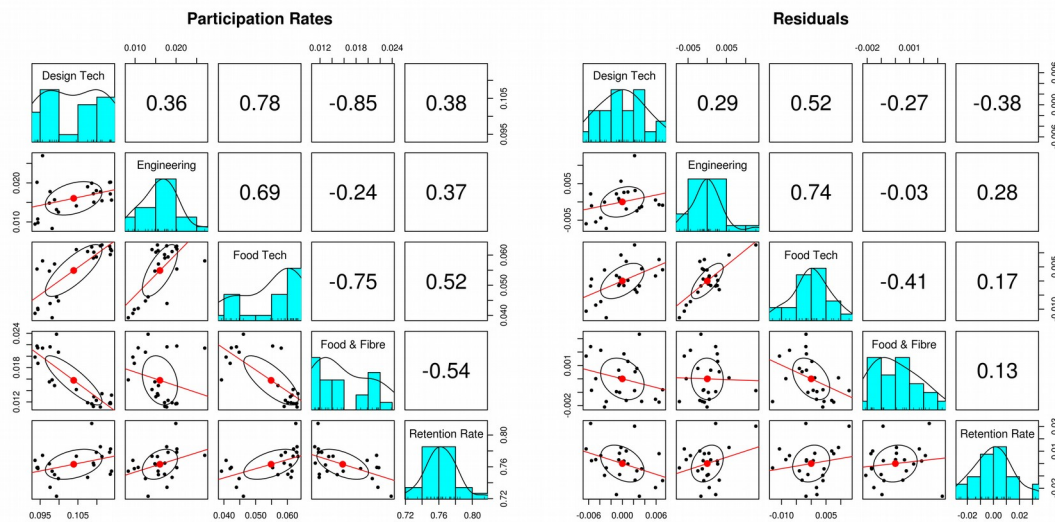 Participation Rates
0.010 0.020
0.012 0.018 0.024
Design Tech
0.36
0.78
-0.85
0.38
0.095 0.105
0.010 0.020
Engineering
0.69
-0.24
0.37
Food Tech
-0.75
0.52
0.040 0.050 0.060
0.012 0.018 0.024
Food & Fibre
-0.54
Retention Rate
0.72 0.76 0.80
0.095 0.105
0.040 0.050 0.060
0.72 0.76 0.80
Residuals
-0.005 0.005
-0.002 0.001
Design Tech
0.29
0.52
-0.27
-0.38
-0.005 0.005
Engineering
0.74
-0.03
0.28
Food Tech
-0.41
0.17
-0.002 0.001
Food & Fibre
0.13
Retention Rate
-0.006 0.000 0.006
-0.010 0.005
-0.02 0.00 0.02